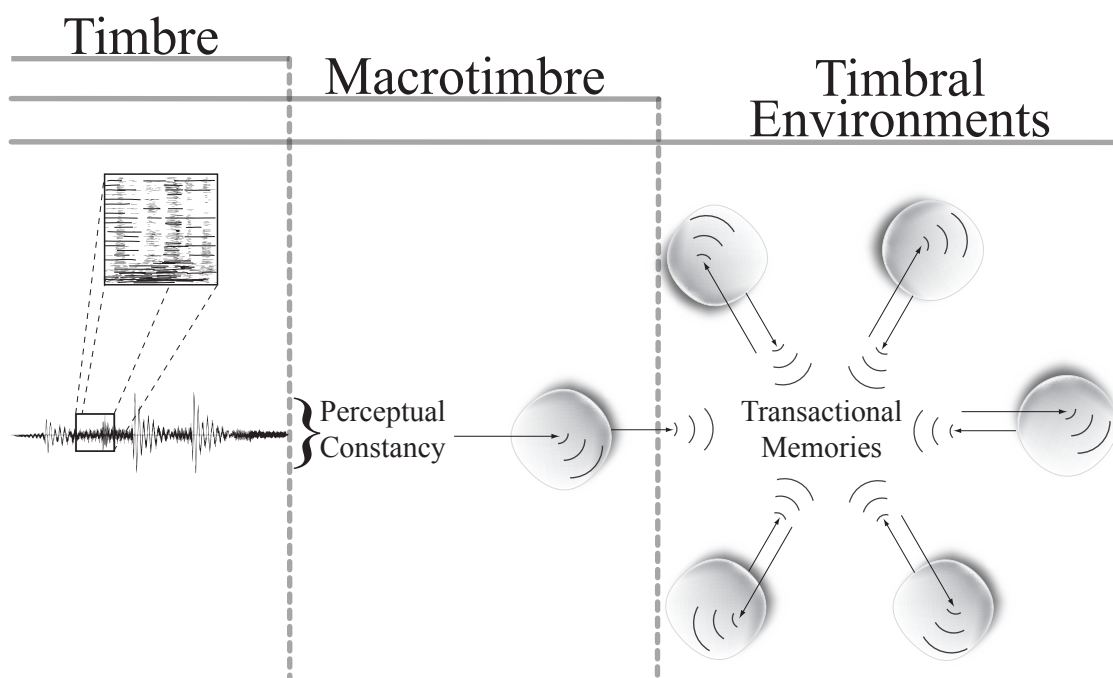 Timbre
Macrotimbre
Timbral
Environments
Perceptual
Constancy
Transactional
Memories